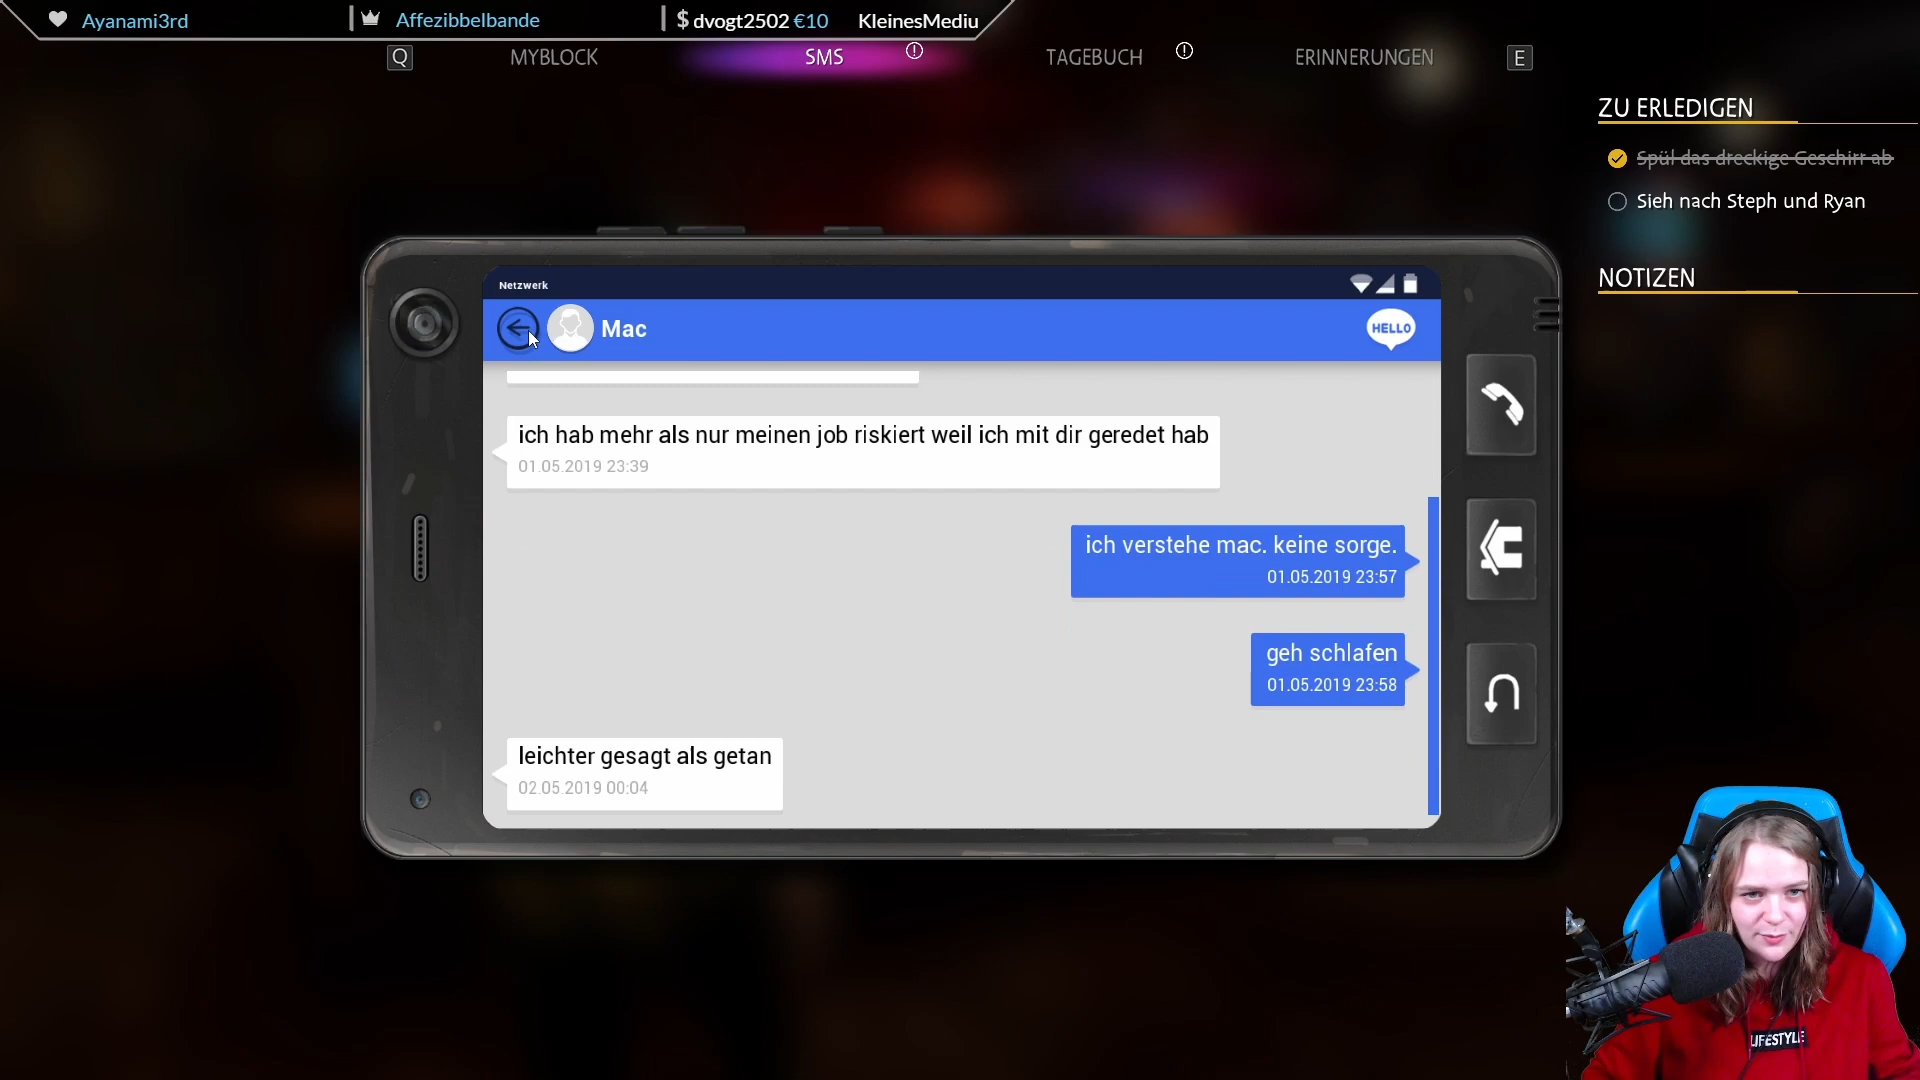 Ayanami3rd
Affezibbelbande
$ dvogt2502 €10
KleinesMediu
Q
MYBLOCK
SMS
TAGEBUCH
ERINNERUNGEN
E
ZU ERLEDIGEN
Spül das dreckige Geschirr ab
Sieh nach Steph und Ryan
NOTIZEN
Netzwerk
Mac
HELLO
ich hab mehr als nur meinen job riskiert weil ich mit dir geredet hab
01.05.2019 23:39
ich verstehe mac. keine sorge.
01.05.2019 23:57
geh schlafen
01.05.2019 23:58
leichter gesagt als getan
02.05.2019 00:04
LIFESTYLE